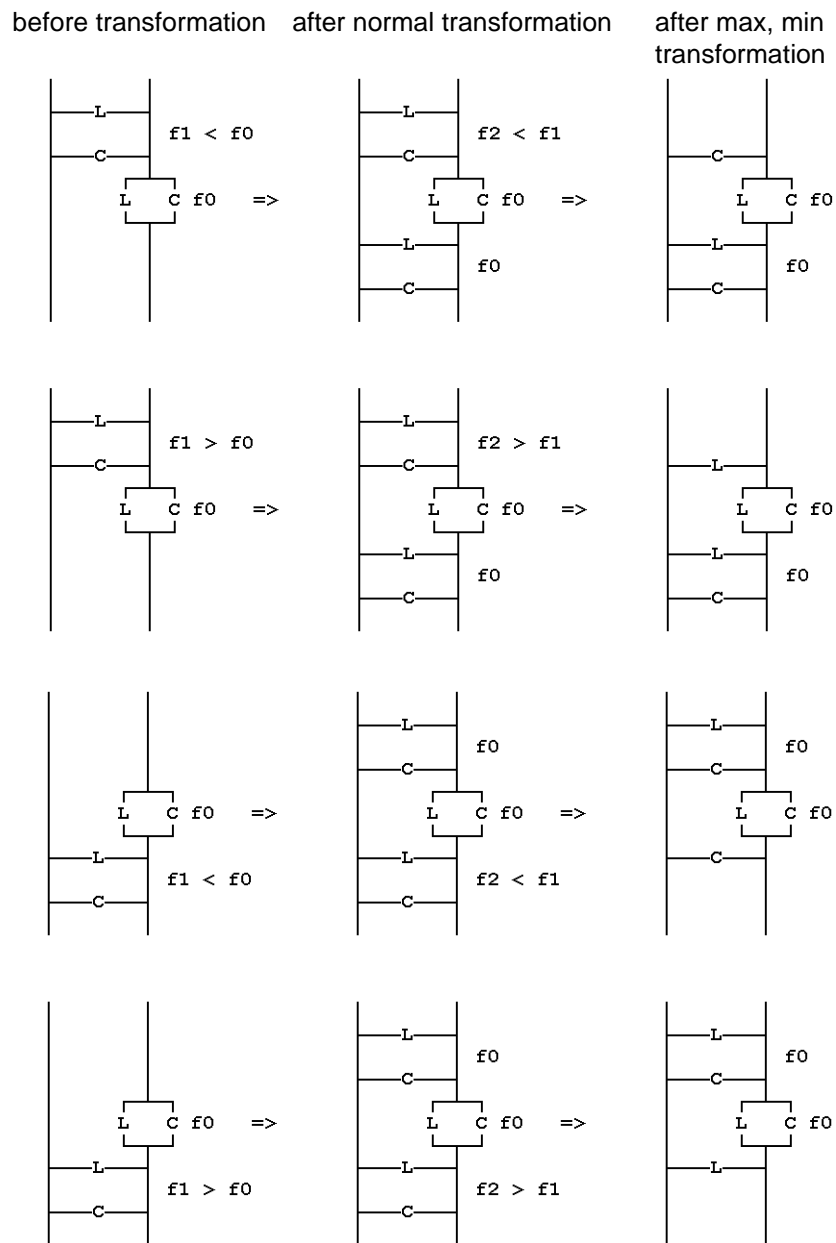 before transformation after normal transformation after max, min
transformation
L L
f1 < f0 f2 < f1
C C C
L C f0 => L C f0 => L C f0
L L
f0 f0
C C
L L
f1 > f0 f2 > f1
C C L
L C f0 => L C f0 => L C f0
L L
f0 f0
C C
L L
f0 f0
C C
L C f0 => L C f0 => L C f0
L L C
f1 < f0 f2 < f1
C C
L L
f0 f0
C C
L C f0 => L C f0 => L C f0
L L L
f1 > f0 f2 > f1
C C